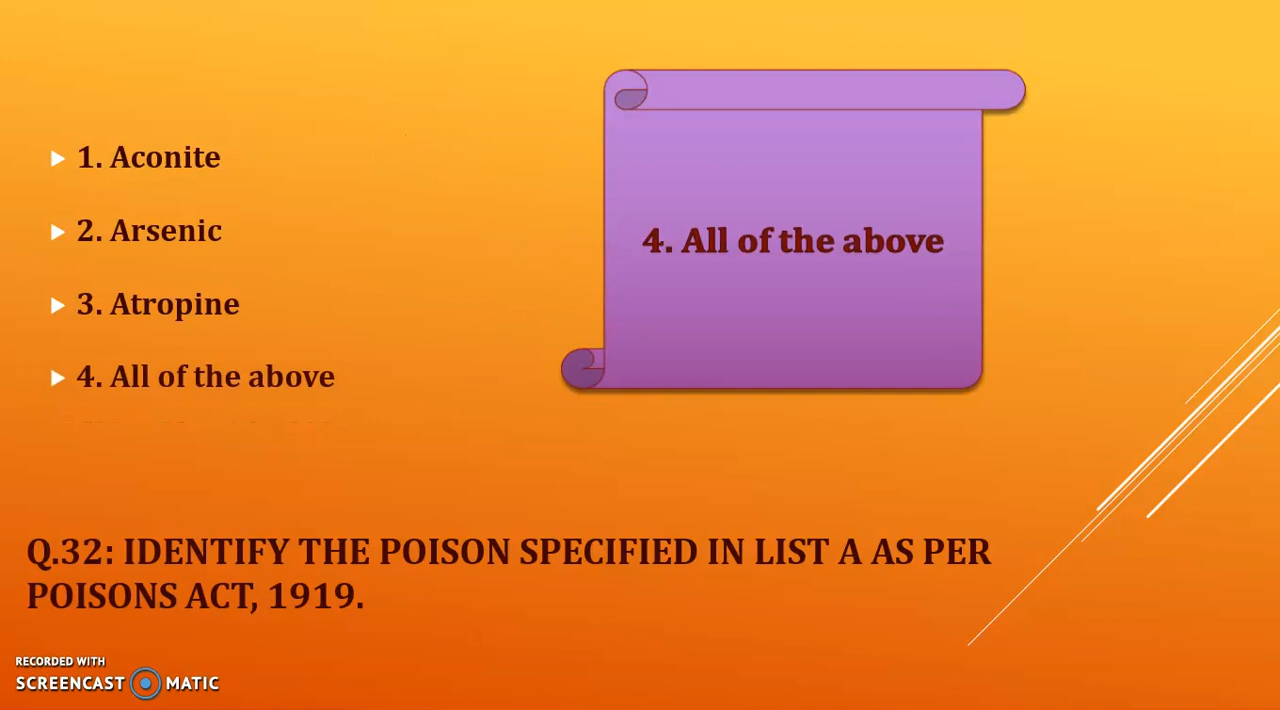 1. Aconite
2. Arsenic
3. Atropine
4. All of the above
4. All of the above
Q.32: IDENTIFY THE POISON SPECIFIED IN LIST A AS PER
POISONS ACT, 1919.
RECORDED WITH
SCREENCAST MATIC